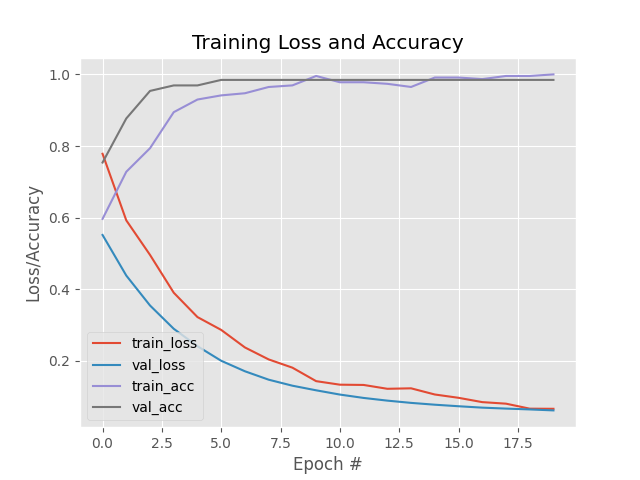 Training Loss and Accuracy
1.0
0.8
0.6
0.4
0.2
Loss/Accuracy
train_loss
val_loss
train_acc
val_acc
0.0 2.5 5.0 7.5 10.0 12.5 15.0 17.5
Epoch #